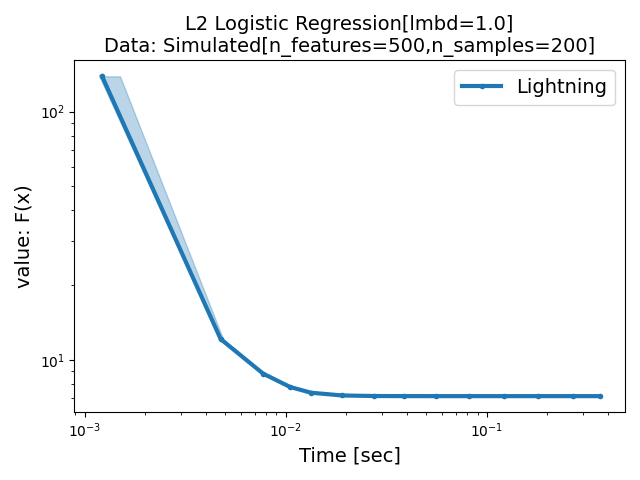 L2 Logistic Regression[lmbd=1.0]
Data: Simulated[n_features=500,n_samples=200]
Lightning
value: F(x)
10²
10¹
10⁻³
10⁻²
10⁻¹
Time [sec]